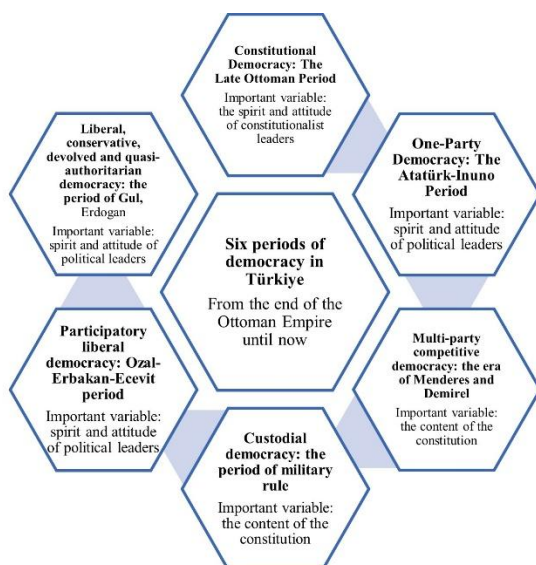 Constitutional
Democracy: The
Late Ottoman Period
Important variable:
the spirit and attitude
of constitutionalist
leaders
One-Party
Democracy: The
Atatürk-Inuno
Period
Important variable:
spirit and attitude
of political leaders
Multi-party
competitive
democracy: the era
of Menderes and
Demirel
Important variable:
the content of the
constitution
Custodial
democracy: the
period of military
rule
Important variable:
the content of the
constitution
Participatory
liberal
democracy: Ozal-
Erbakan-Ecevit
period
Important variable:
spirit and attitude
of political leaders
Liberal,
conservative,
devolved and quasi-
authoritarian
democracy: the
period of Gul, Erdogan
Important variable:
spirit and attitude of
political leaders
Six periods of
democracy in
Türkiye
From the end of the
Ottoman Empire
until now